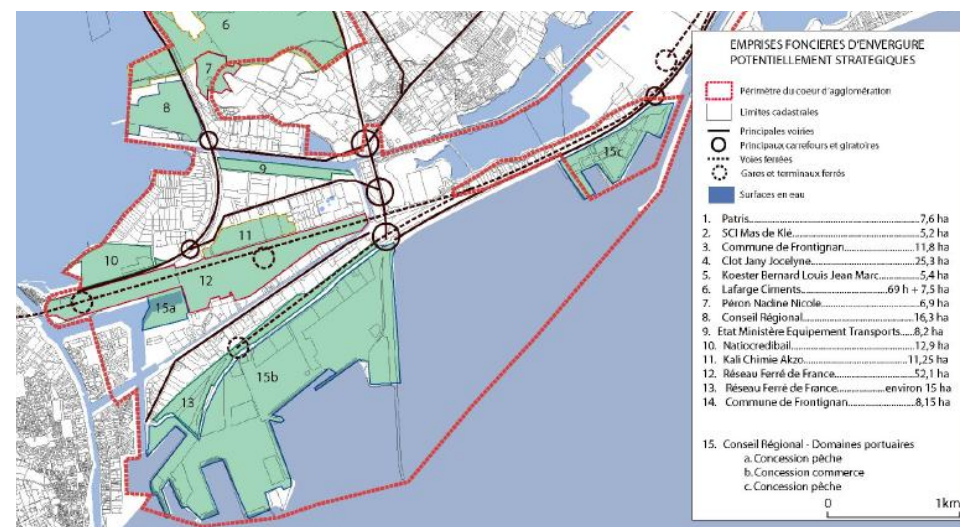 6
7
8
9
15c
11
10
12
15a
15b
13
EMPRISES FONCIERES D'ENVERGURE
POTENTIELLEMENT STRATEGIQUES
Périmètre du coeur d'agglomération
Limites cadastrales
Principales voiries
Principaux carrefours et giratoires
Voies ferrées
Gares et terminaux ferrés
Surfaces en eau
1. Patris....................7,6 ha
2. SCI Mas de Klé....................5,2 ha
3. Commune de Frontignan....................11,8 ha
4. Clot Jany Jocelyne....................25,3 ha
5. Koester Bernard Louis Jean Marc....................5,4 ha
6. Lafarge Ciments....................69 h + 7,5 ha
7. Péron Nadine Nicole....................6,9 ha
8. Conseil Régional....................16,3 ha
9. Etat Ministère Equipement Transports.....8,2 ha
10. Natiocredibail....................12,9 ha
11. Kali Chimie Akzo....................11,25 ha
12. Réseau Ferré de France....................52,1 ha
13. Réseau Ferré de France....................environ 15 ha
14. Commune de Frontignan....................8,15 ha
15. Conseil Régional - Domaines portuaires
a. Concession pêche
b. Concession commerce
c. Concession pêche
0 1km